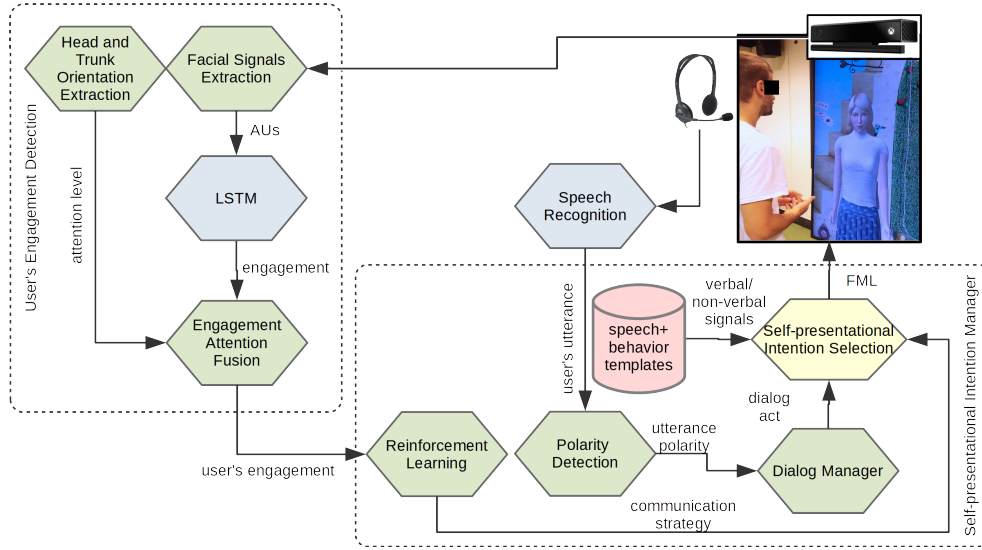 Head and
Trunk
Orientation
Extraction
Facial Signals
Extraction
AUs
LSTM
engagement
Engagement
Attention
Fusion
attention level
User's Engagement Detection
user's engagement
Speech
Recognition
user's utterance
speech+
behavior
templates
verbal/
non-verbal
signals
FML
Self-presentational
Intention Selection
dialog
act
Reinforcement
Learning
Polarity
Detection
utterance
polarity
Dialog Manager
communication
strategy
Self-presentational Intention Manager